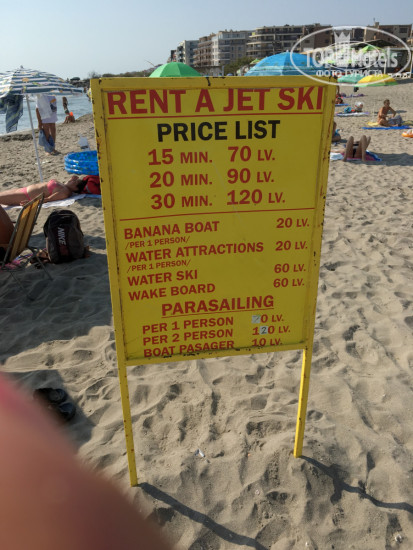 RENT A JET SKI
PRICE LIST
15 MIN. 70 LV.
20 MIN. 90 LV.
30 MIN. 120 LV.
BANANA BOAT 20 LV.
/PER 1 PERSON/
WATER ATTRACTIONS 20 LV.
/PER 1 PERSON/
WATER SKI 60 LV.
WAKE BOARD 60 LV.
PARASAILING
PER 1 PERSON 0 LV.
PER 2 PERSON 120 LV.
BOAT PASAGER 10 LV.
TopHotels